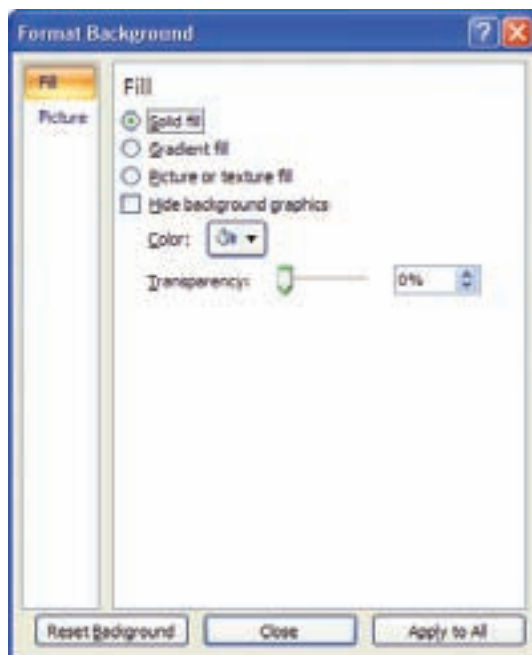 Format Background
Fill
Picture
Fill
Solid fill
Gradient fill
Picture or texture fill
Hide background graphics
Color:
Transparency: 0%
Reset Background Close Apply to All